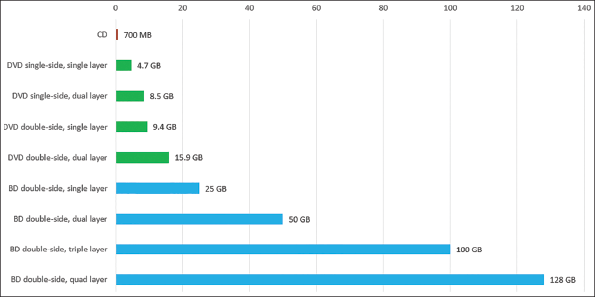 0 20 40 60 80 100 120 140
CD 700 MB
DVD single-side, single layer 4.7 GB
DVD single-side, dual layer 8.5 GB
DVD double-side, single layer 9.4 GB
DVD double-side, dual layer 15.9 GB
BD double-side, single layer 25 GB
BD double-side, dual layer 50 GB
BD double-side, triple layer 100 GB
BD double-side, quad layer 128 GB